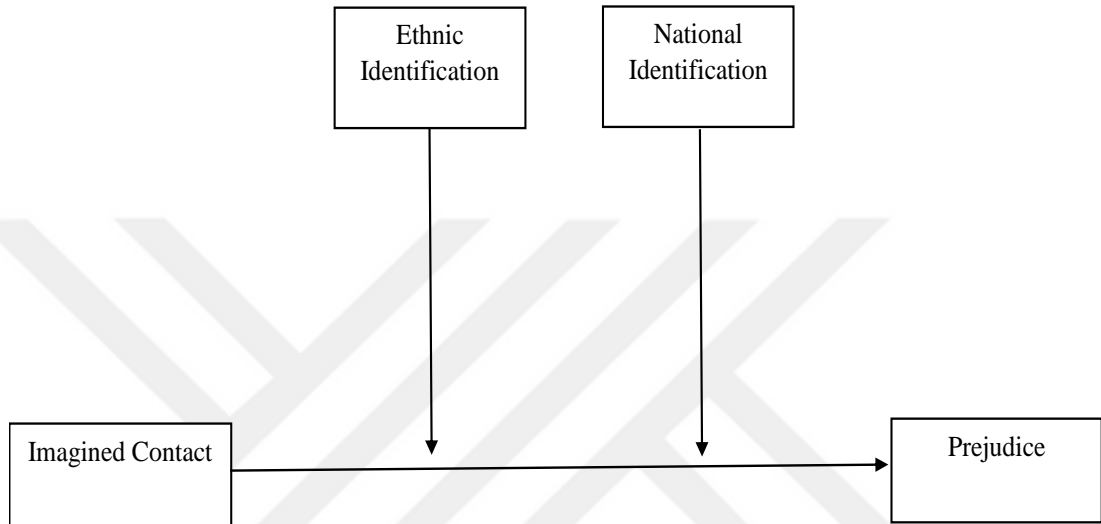 Ethnic
Identification
National
Identification
Imagined Contact
Prejudice